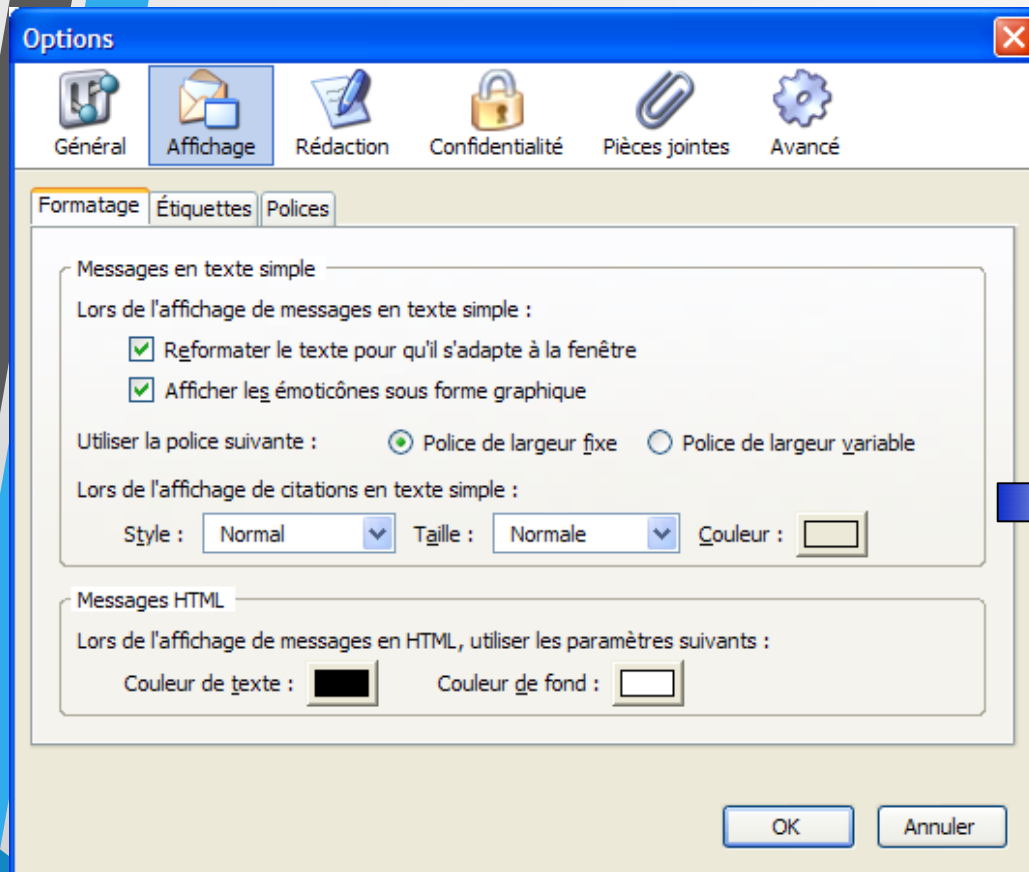 Options
Général Affichage Rédaction Confidentialité Pièces jointes Avancé
Formatage Étiquettes Polices
Messages en texte simple
Lors de l'affichage de messages en texte simple :
Reformater le texte pour qu'il s'adapte à la fenêtre
Afficher les émoticônes sous forme graphique
Utiliser la police suivante : Police de largeur fixe Police de largeur variable
Lors de l'affichage de citations en texte simple :
Style : Normal Taille : Normale Couleur :
Messages HTML
Lors de l'affichage de messages en HTML, utiliser les paramètres suivants :
Couleur de texte : Couleur de fond :
OK Annuler